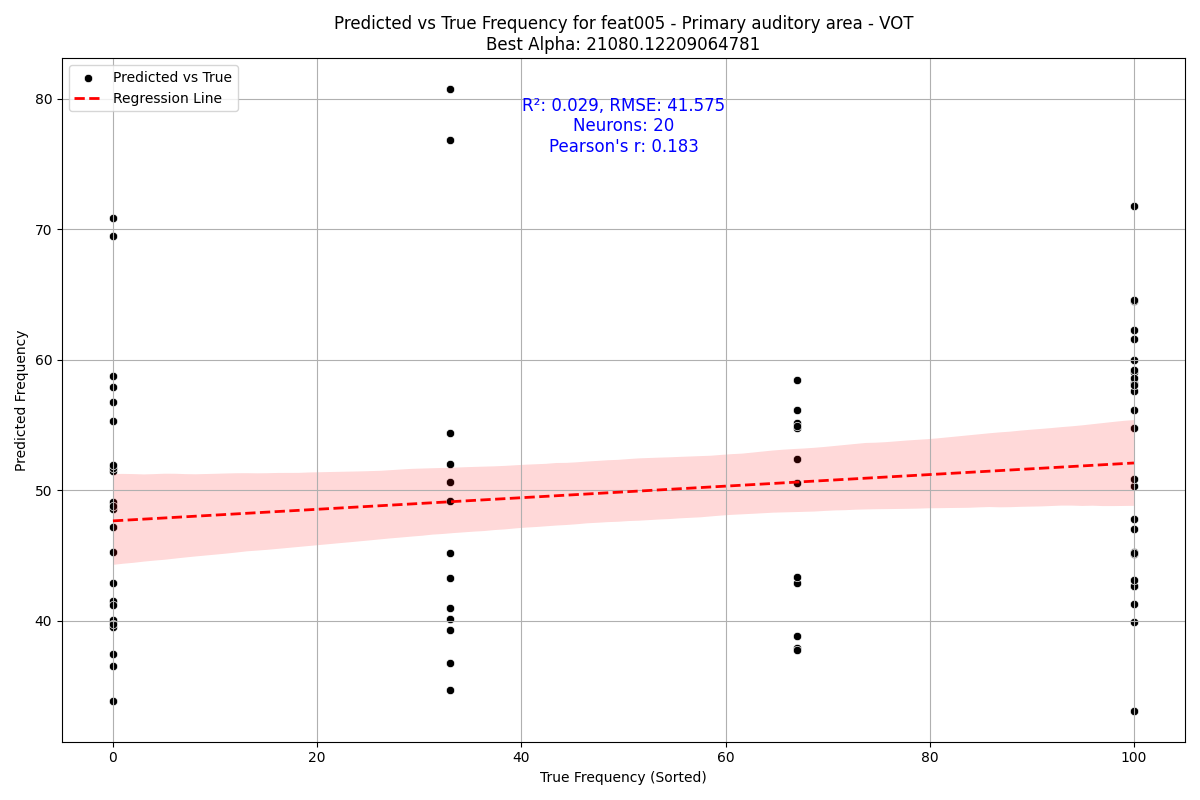 Predicted vs True Frequency for feat005 - Primary auditory area - VOT
Best Alpha: 21080.12209064781
Predicted vs True
Regression Line
R²: 0.029, RMSE: 41.575
Neurons: 20
Pearson's r: 0.183
80
70
60
50
40
Predicted Frequency
0 20 40 60 80 100
True Frequency (Sorted)